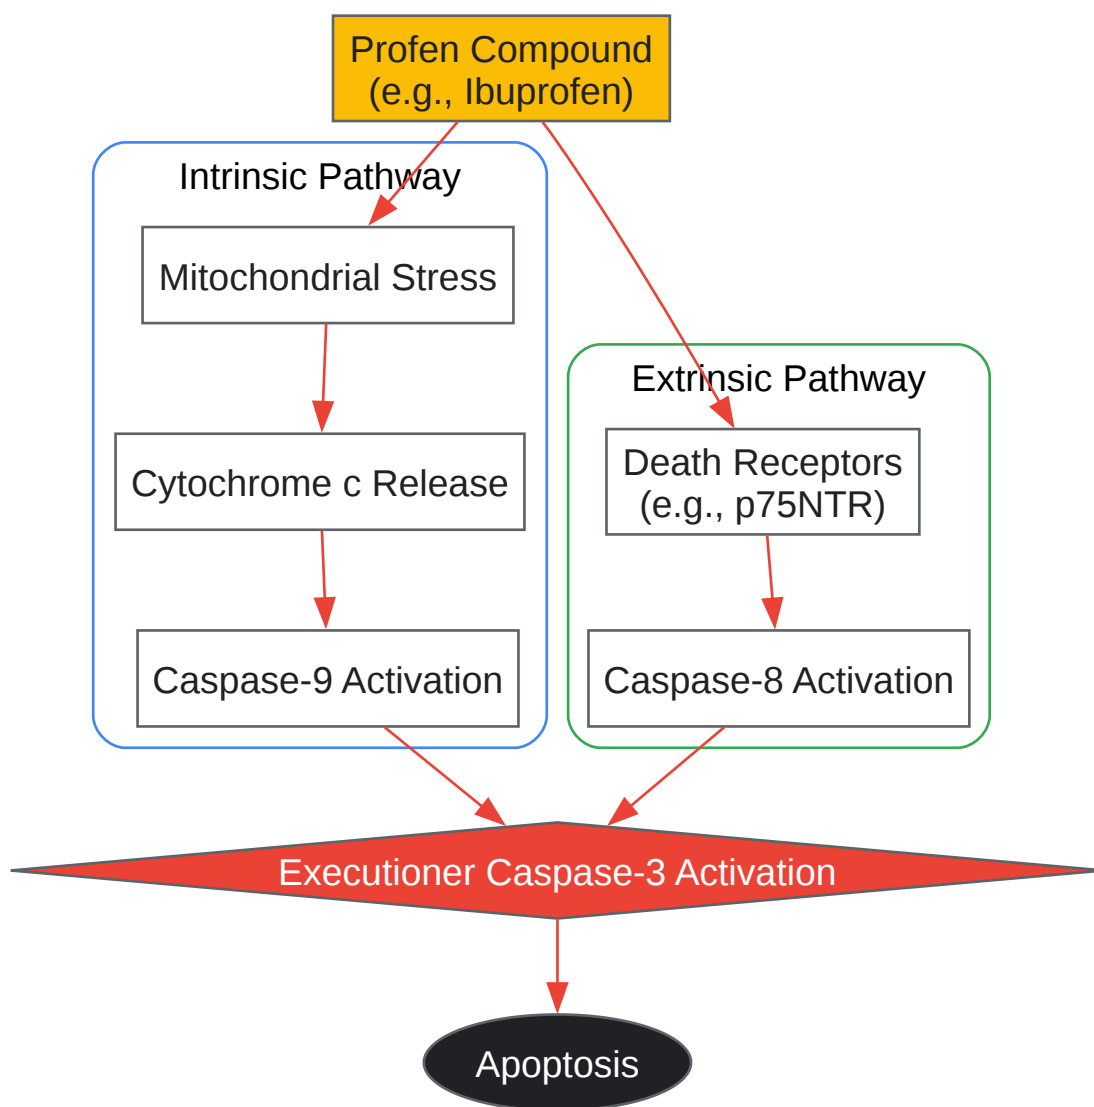 Profen Compound
(e.g., Ibuprofen)
Intrinsic Pathway
Mitochondrial Stress
Cytochrome c Release
Caspase-9 Activation
Extrinsic Pathway
Death Receptors
(e.g., p75NTR)
Caspase-8 Activation
Executioner Caspase-3 Activation
Apoptosis